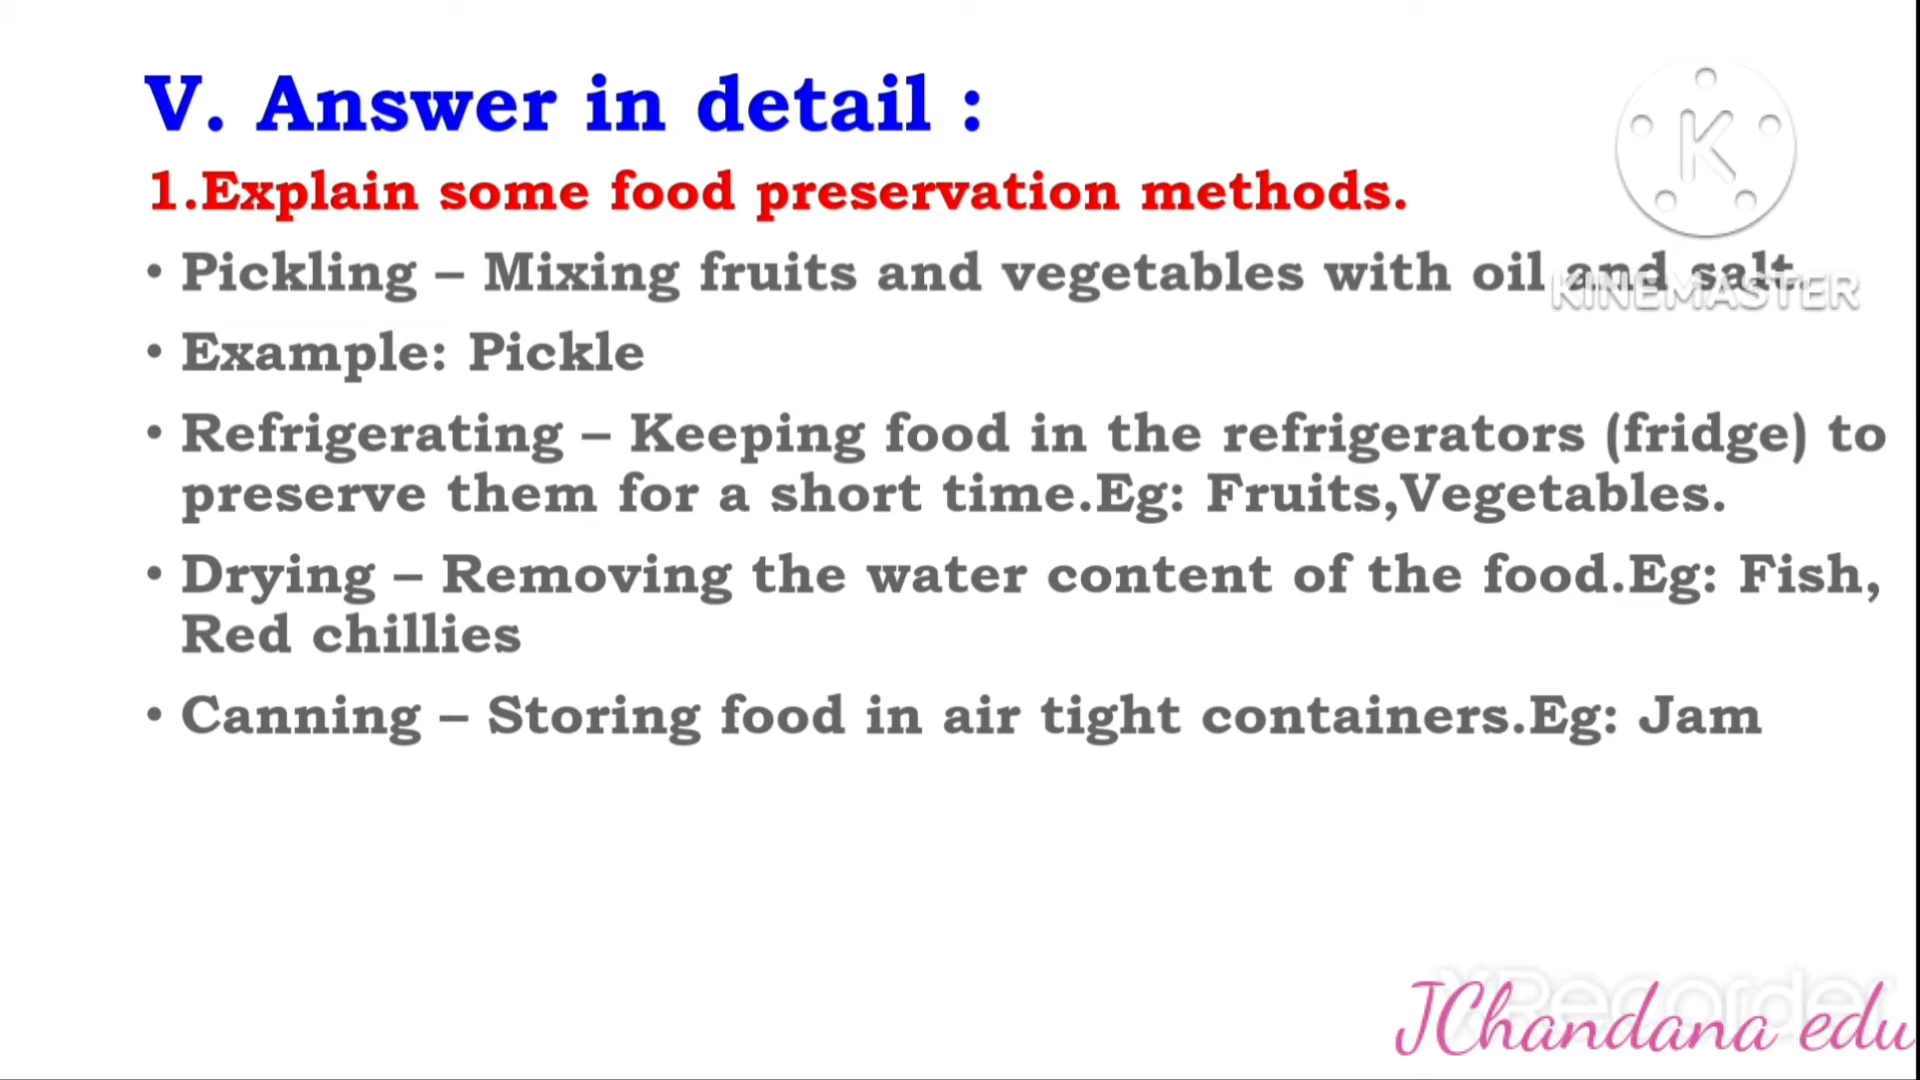 V. Answer in detail :
1.Explain some food preservation methods.
• Pickling – Mixing fruits and vegetables with oil and salt.
KINEMASTER
• Example: Pickle
• Refrigerating – Keeping food in the refrigerators (fridge) to
preserve them for a short time.Eg: Fruits,Vegetables.
• Drying – Removing the water content of the food.Eg: Fish,
Red chillies
• Canning – Storing food in air tight containers.Eg: Jam
XRecorder
JChandana edu